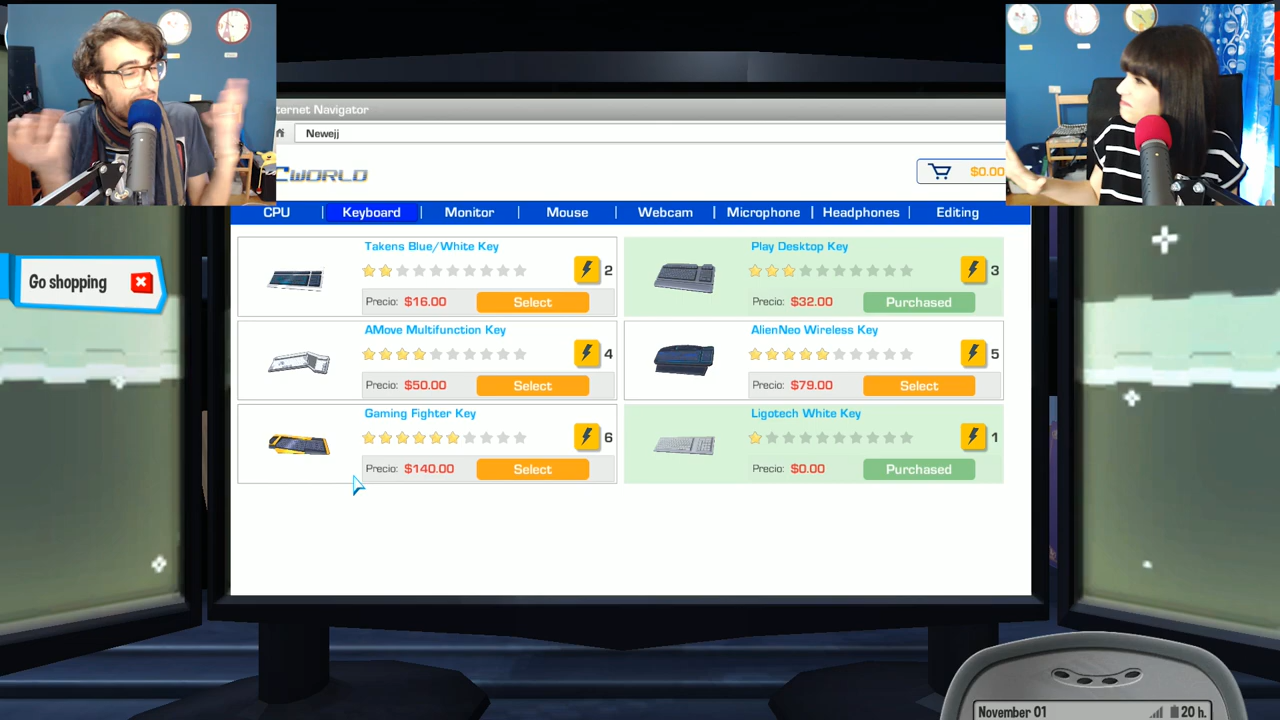 ternet Navigator
Newejj
CWORLD
$0.00
CPU | Keyboard | Monitor | Mouse | Webcam | Microphone | Headphones | Editing
Go shopping
Takens Blue/White Key
2
Precio: $16.00 Select
Play Desktop Key
3
Precio: $32.00 Purchased
AMove Multifunction Key
4
Precio: $50.00 Select
AlienNeo Wireless Key
5
Precio: $79.00 Select
Gaming Fighter Key
6
Precio: $140.00 Select
Ligotech White Key
1
Precio: $0.00 Purchased
November 01 20 h.